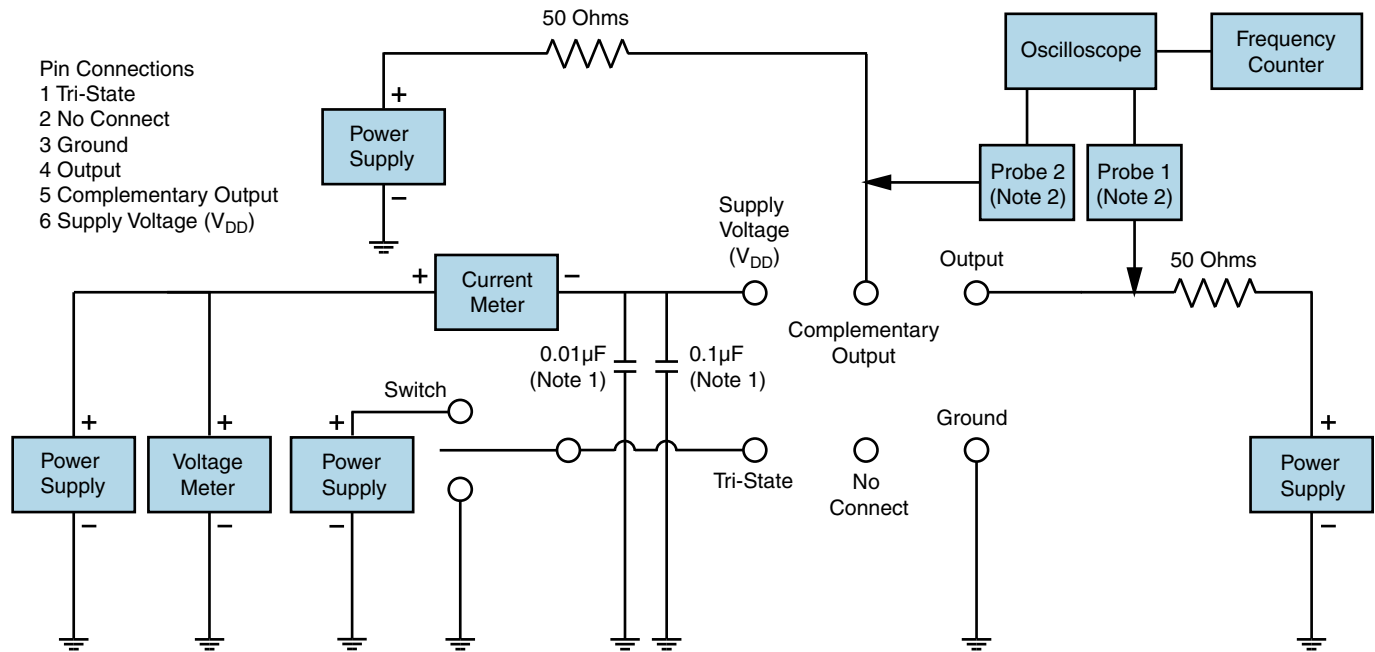 50 Ohms
Pin Connections
1 Tri-State
2 No Connect
3 Ground
4 Output
5 Complementary Output
6 Supply Voltage (VDD)
+
Power
Supply
−
Oscilloscope
Frequency
Counter
Probe 2
(Note 2)
Probe 1
(Note 2)
Supply
Voltage
(VDD)
Output
50 Ohms
+
Current
Meter
−
Complementary
Output
0.01µF
(Note 1)
0.1µF
(Note 1)
Switch
Ground
+
Power
Supply
−
+
Voltage
Meter
−
+
Power
Supply
−
Tri-State
No
Connect
+
Power
Supply
−